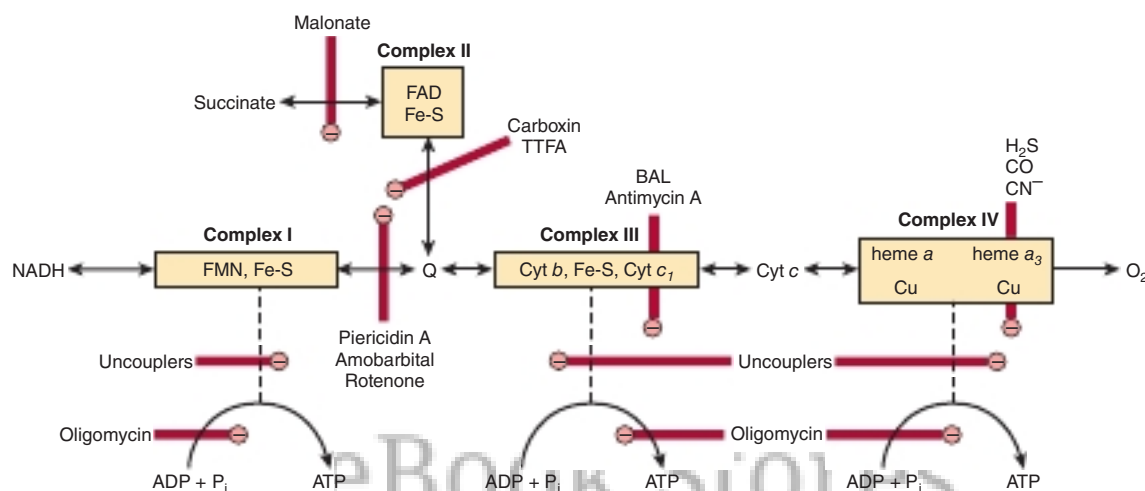 Malonate
Complex II
Succinate
FAD
Fe-S
Carboxin
TTFA
H₂S
CO
CN⁻
BAL
Antimycin A
Complex I
Complex III
Complex IV
NADH
FMN, Fe-S
Q
Cyt b, Fe-S, Cyt c₁
Cyt c
heme a
heme a₃
Cu
Cu
O₂
Piericidin A
Amobarbital
Rotenone
Uncouplers
Uncouplers
Oligomycin
Oligomycin
ADP + Pᵢ
ATP
ADP + Pᵢ
ATP
ADP + Pᵢ
ATP